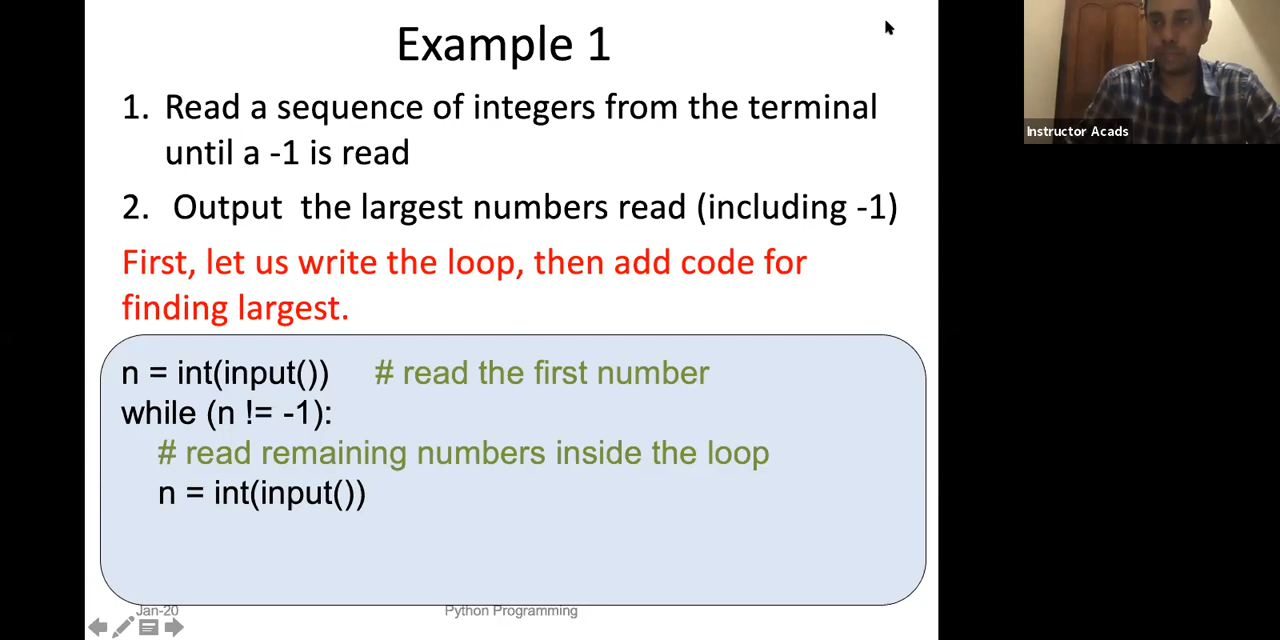 Example 1
1. Read a sequence of integers from the terminal
until a -1 is read
2. Output the largest numbers read (including -1)
First, let us write the loop, then add code for
finding largest.
n = int(input()) # read the first number
while (n != -1):
# read remaining numbers inside the loop
n = int(input())
Jan-20
Python Programming
Instructor Acads